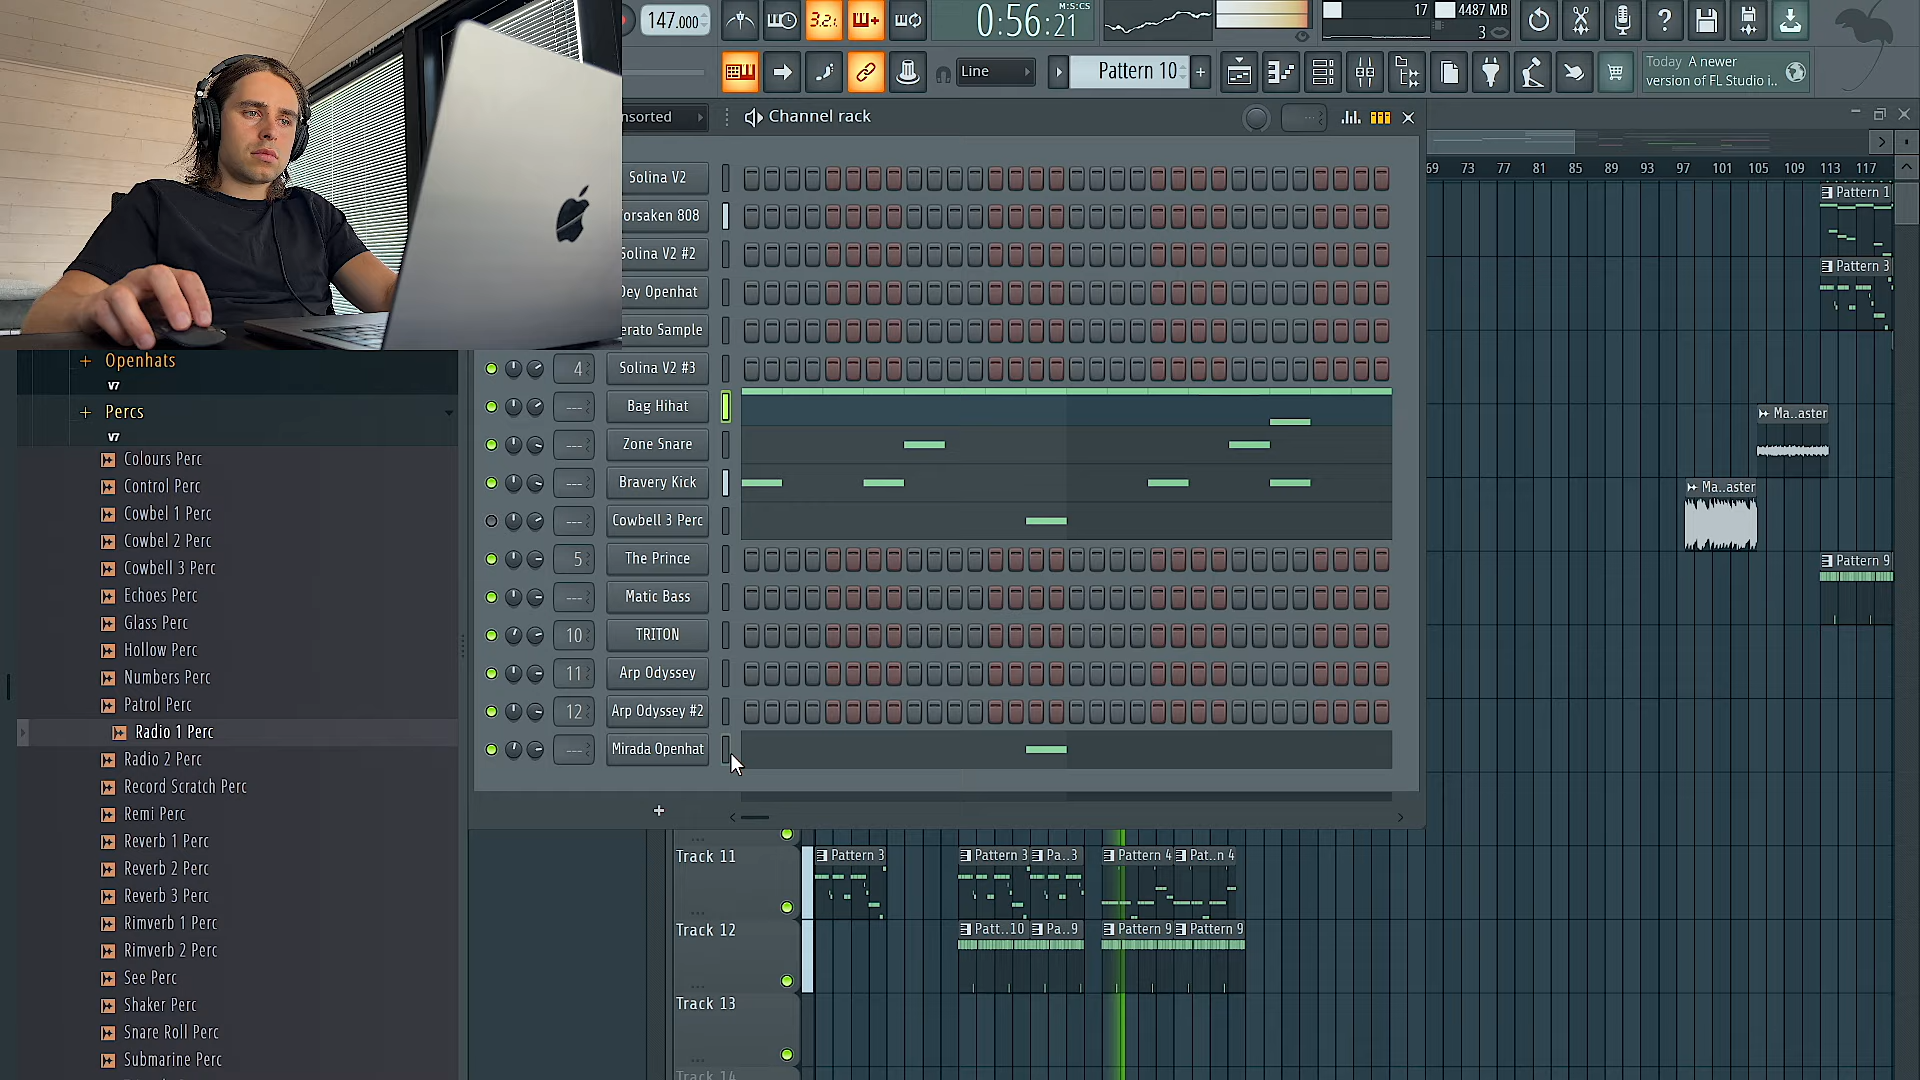 147.000
3.2.
0:56:21
M:S:CS
17
4487 MB
3
Line
Pattern 10
Today A newer
version of FL Studio i..
nsorted
Channel rack
Solina V2
orsaken 808
Solina V2 #2
Dey Openhat
erato Sample
4
Solina V2 #3
Bag Hihat
Zone Snare
Bravery Kick
Cowbell 3 Perc
5
The Prince
Matic Bass
10
TRITON
11
Arp Odyssey
12
Arp Odyssey #2
Mirada Openhat
69 73 77 81 85 89 93 97 101 105 109 113 117
Pattern 1
Pattern 3
Ma..aster
Ma..aster
Pattern 9
Openhats
V7
Percs
V7
Colours Perc
Control Perc
Cowbel 1 Perc
Cowbel 2 Perc
Cowbell 3 Perc
Echoes Perc
Glass Perc
Hollow Perc
Numbers Perc
Patrol Perc
Radio 1 Perc
Radio 2 Perc
Record Scratch Perc
Remi Perc
Reverb 1 Perc
Reverb 2 Perc
Reverb 3 Perc
Rimverb 1 Perc
Rimverb 2 Perc
See Perc
Shaker Perc
Snare Roll Perc
Submarine Perc
Track 11
Pattern 3
Pattern 3
Pa..3
Pattern 4
Pat..n 4
Track 12
Patt..10
Pa..9
Pattern 9
Pattern 9
Track 13
Track 14